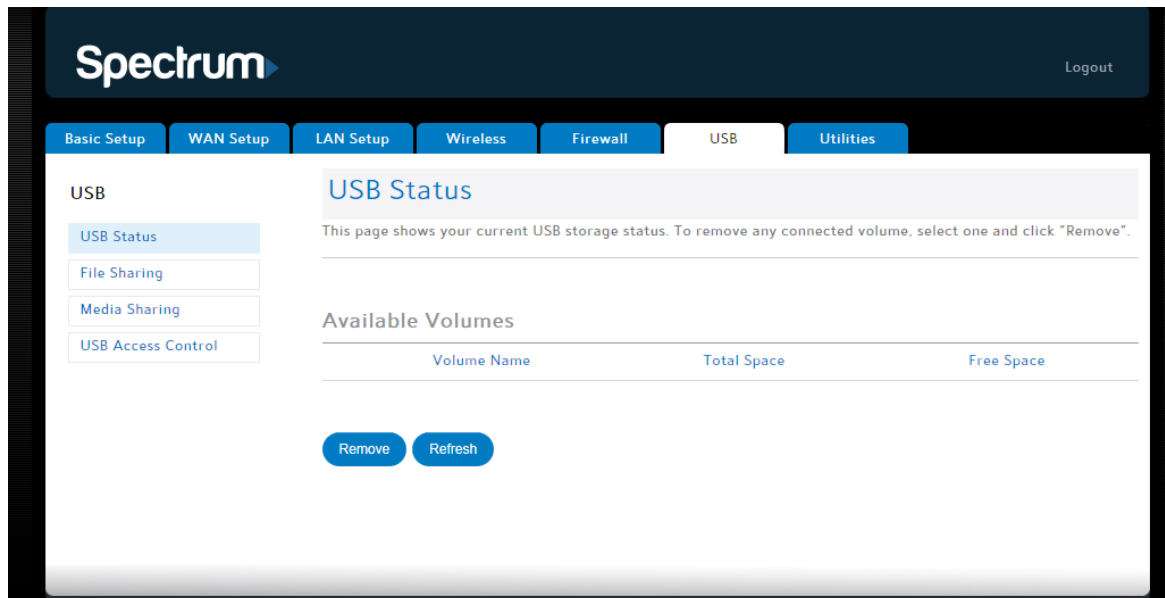 Spectrum
Logout
Basic Setup WAN Setup LAN Setup Wireless Firewall USB Utilities
USB
USB Status
File Sharing
Media Sharing
USB Access Control
USB Status
This page shows your current USB storage status. To remove any connected volume, select one and click "Remove".
Available Volumes
Volume Name Total Space Free Space
Remove Refresh